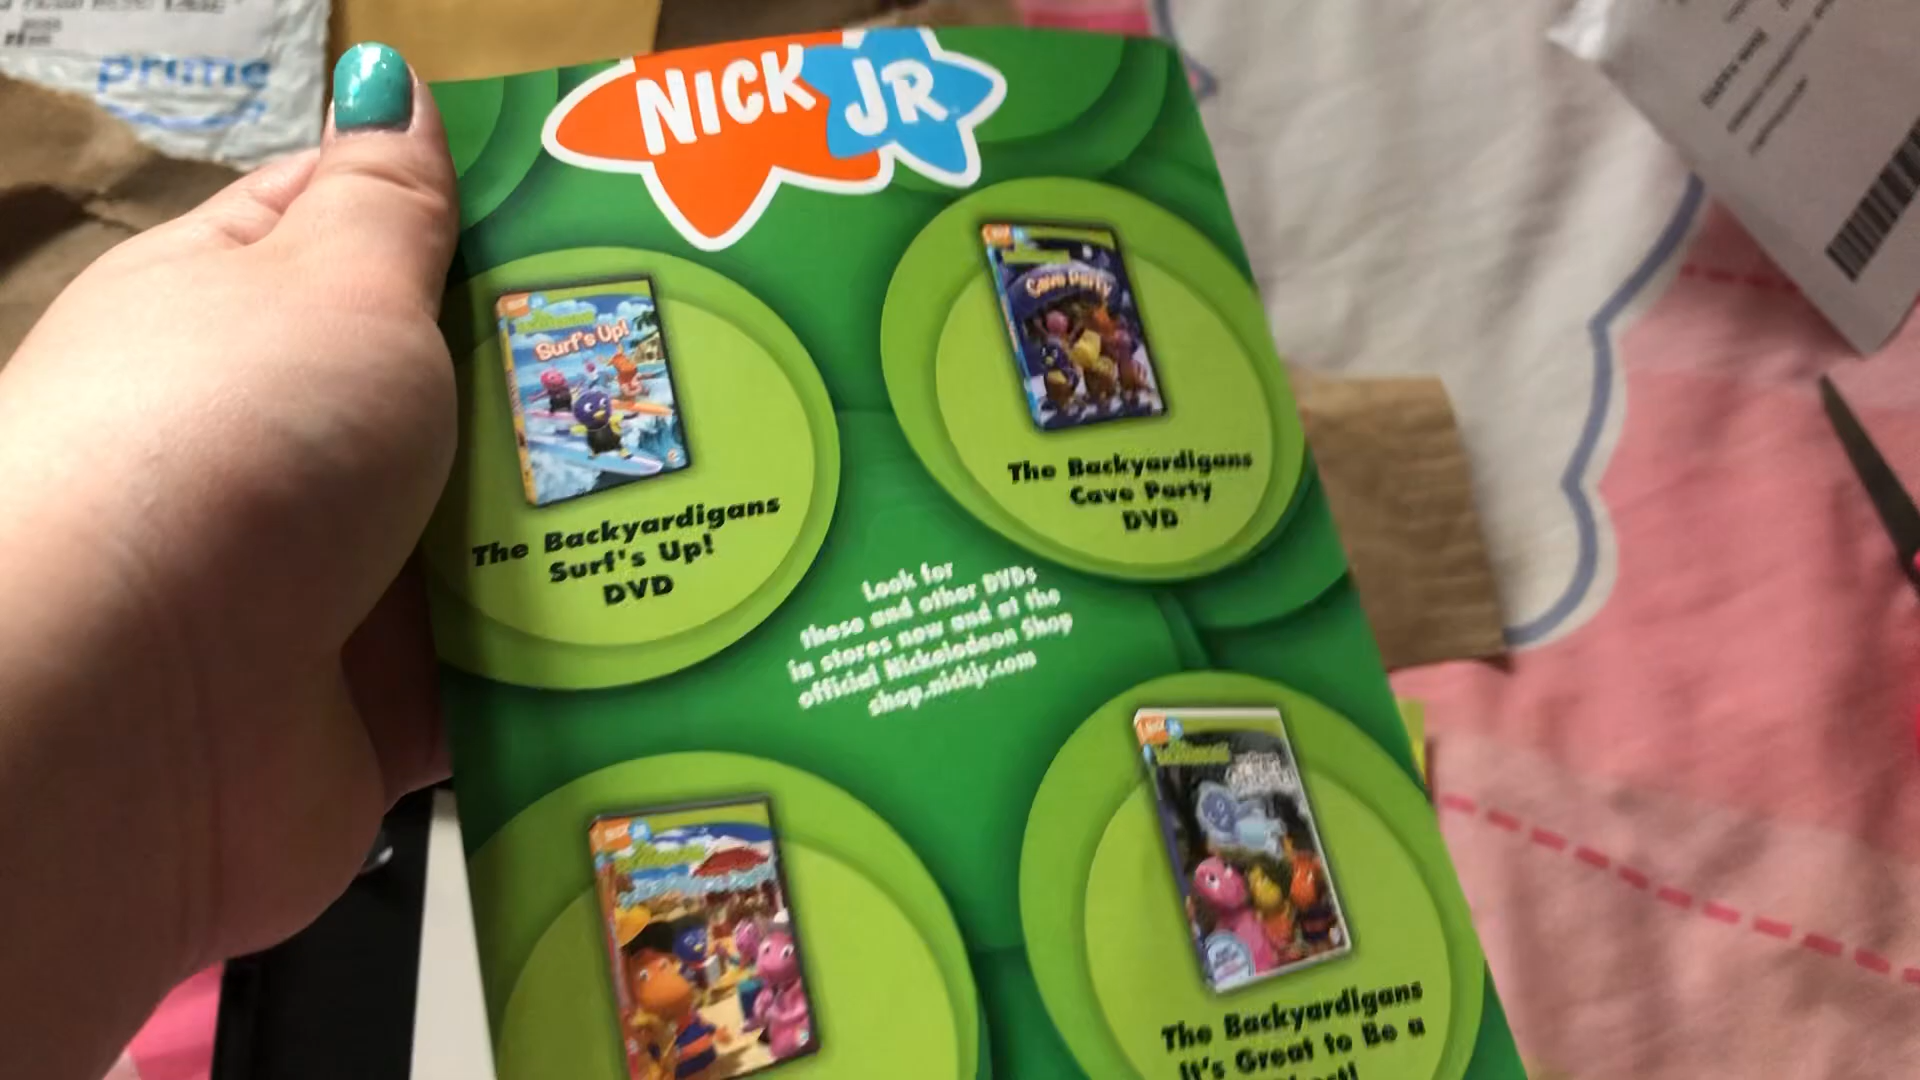 prime
NICK JR
Surf's Up!
The Backyardigans
Surf's Up!
DVD
Cave Party
The Backyardigans
Cave Party
DVD
Look for
these and other DVDs
in stores now and at the
official Nickelodeon Shop
shop.nickjr.com
The Backyardigans
It's Great to Be a